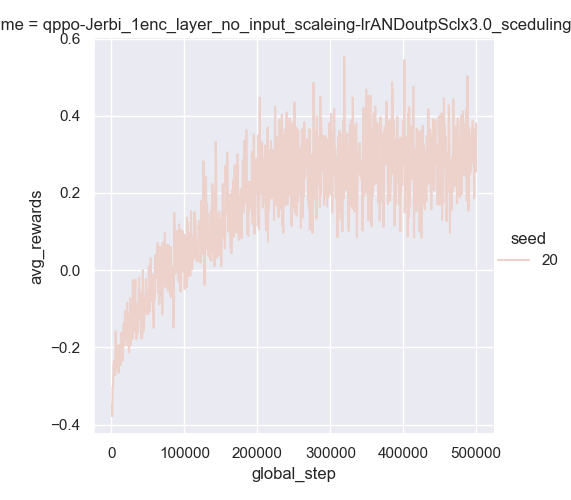 me = qppo-Jerbi_1enc_layer_no_input_scaleing-lrANDoutpSclx3.0_sceduling
0.6
0.4
0.2
0.0
−0.2
−0.4
avg_rewards
seed
20
0 100000 200000 300000 400000 500000
global_step